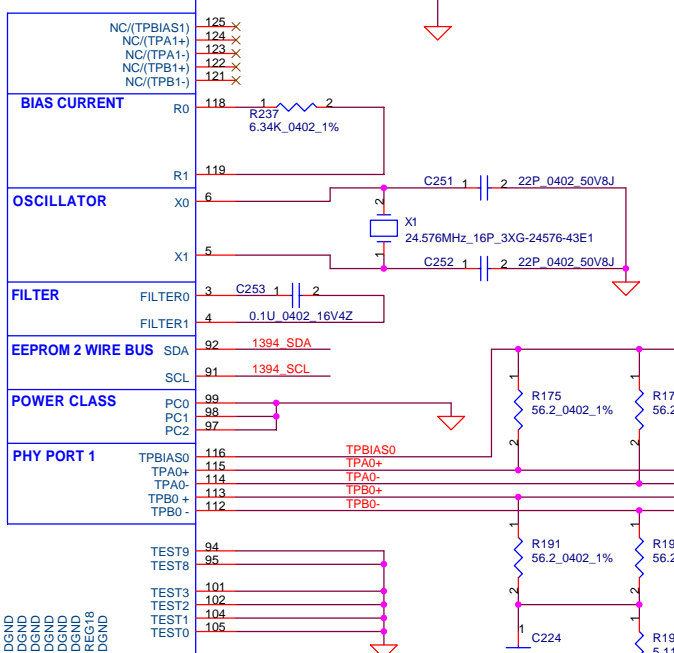 NC/(TPBIAS1) 125
NC/(TPA1+) 124
NC/(TPA1-) 123
NC/(TPB1+) 122
NC/(TPB1-) 121
BIAS CURRENT R0 118 1 2
R237
6.34K_0402_1%
R1 119
OSCILLATOR X0 6
C251 1 2 22P_0402_50V8J
2
X1
24.576MHz_16P_3XG-24576-43E1
1
X1 5
C252 1 2 22P_0402_50V8J
FILTER FILTER0 3 C253 1 2
FILTER1 4 0.1U_0402_16V4Z
EEPROM 2 WIRE BUS SDA 92 1394_SDA
SCL 91 1394_SCL
POWER CLASS PC0 99
PC1 98
PC2 97
1 1
R175
56.2_0402_1%
2 2
PHY PORT 1 TPBIAS0 116 TPBIAS0
TPA0+ 115 TPA0+
TPA0- 114 TPA0-
TPB0 + 113 TPB0+
TPB0 - 112 TPB0-
1 1
R191
56.2_0402_1%
2 2
TEST9 94
TEST8 95
TEST3 101
TEST2 102
TEST1 104
TEST0 105
1
C224
DGND
DGND
DGND
DGND
DGND
DGND
REG18
DGND